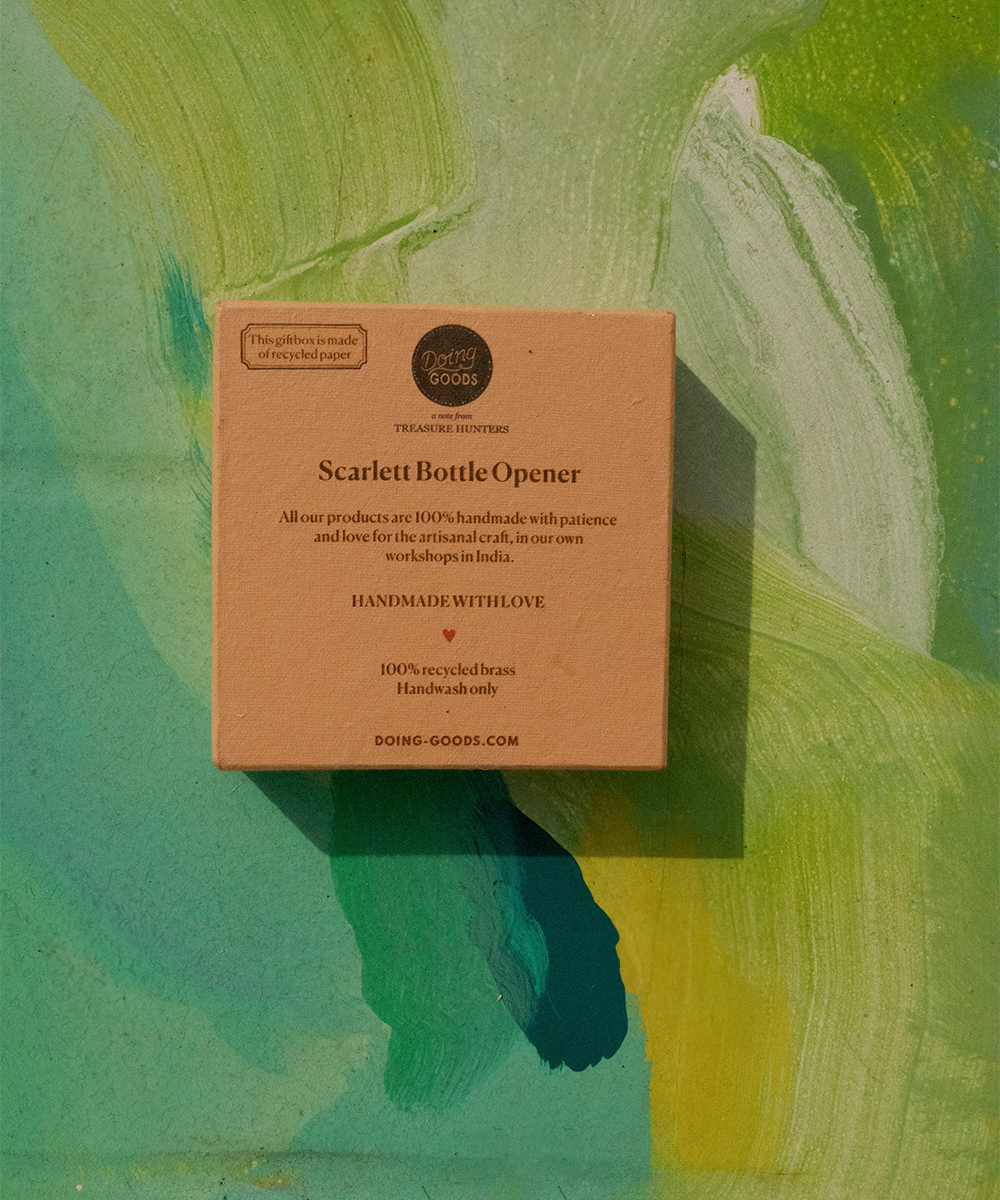 This giftbox is made
of recycled paper
Doing
GOODS
a note from
TREASURE HUNTERS
Scarlett Bottle Opener
All our products are 100% handmade with patience
and love for the artisanal craft, in our own
workshops in India.
HANDMADE WITH LOVE
100% recycled brass
Handwash only
DOING-GOODS.COM